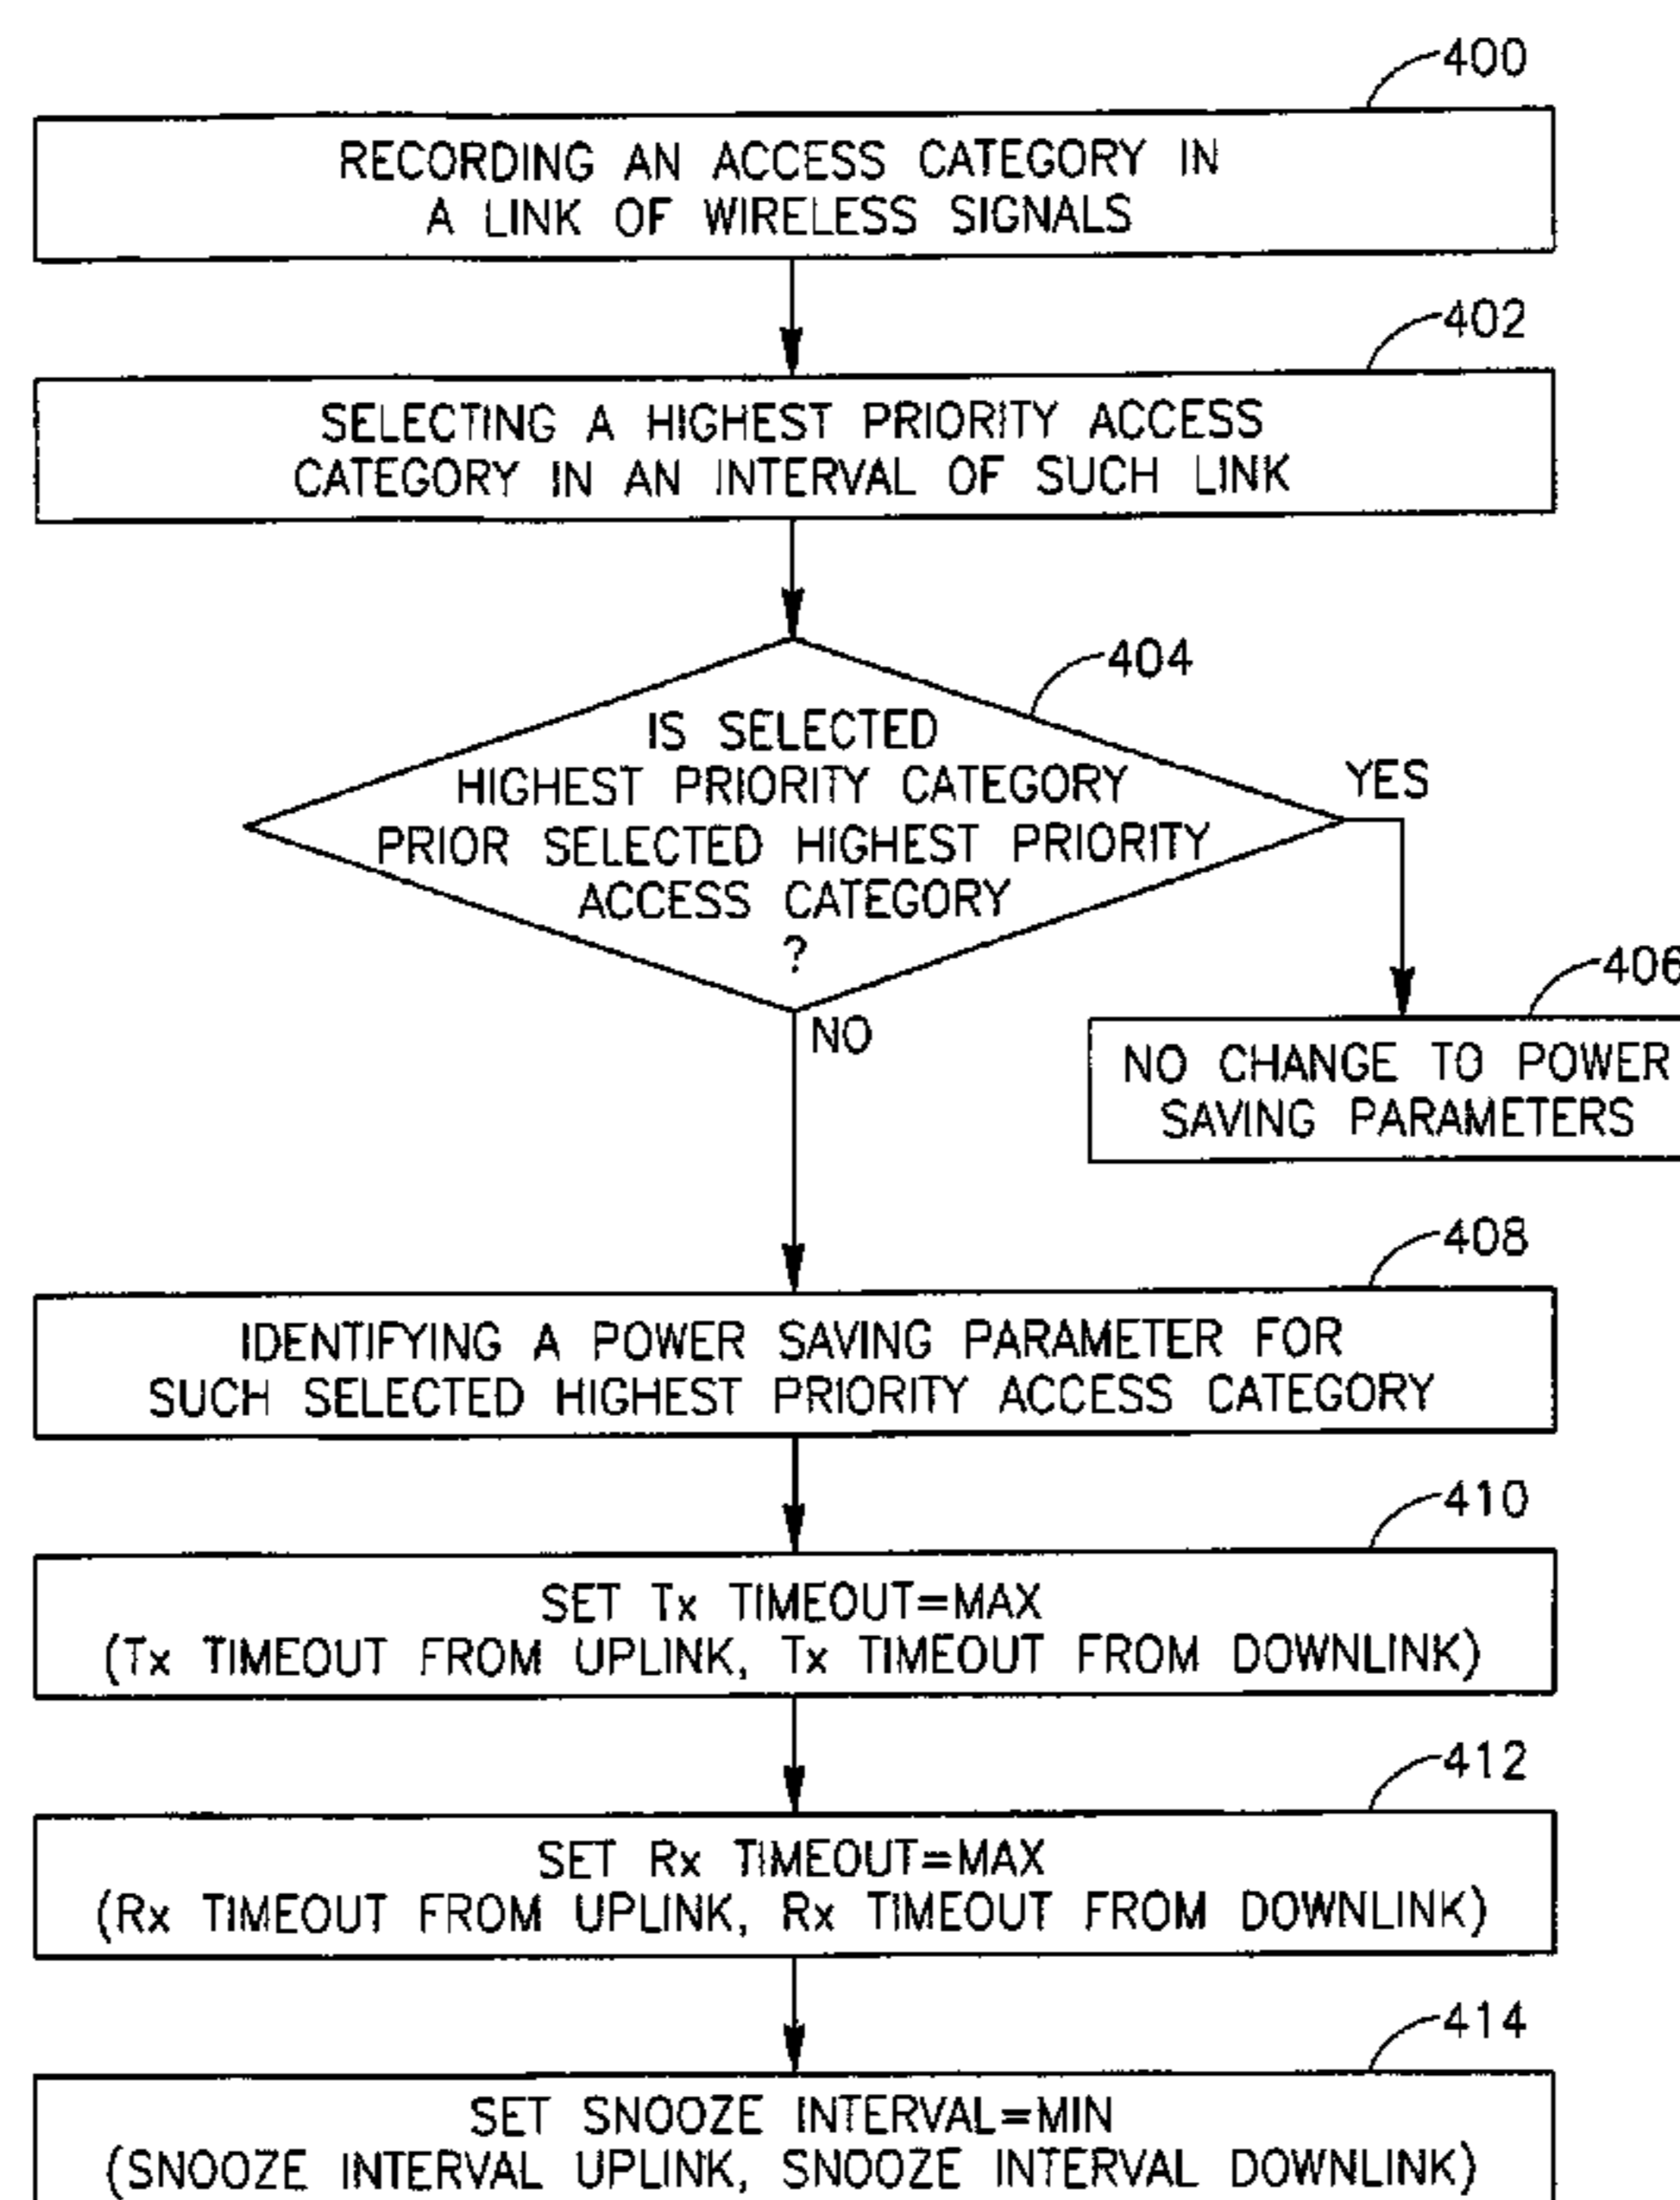 400
RECORDING AN ACCESS CATEGORY IN
A LINK OF WIRELESS SIGNALS
402
SELECTING A HIGHEST PRIORITY ACCESS
CATEGORY IN AN INTERVAL OF SUCH LINK
404
IS SELECTED
HIGHEST PRIORITY CATEGORY
PRIOR SELECTED HIGHEST PRIORITY
ACCESS CATEGORY
?
YES
406
NO CHANGE TO POWER
SAVING PARAMETERS
NO
408
IDENTIFYING A POWER SAVING PARAMETER FOR
SUCH SELECTED HIGHEST PRIORITY ACCESS CATEGORY
410
SET Tx TIMEOUT=MAX
(Tx TIMEOUT FROM UPLINK, Tx TIMEOUT FROM DOWNLINK)
412
SET Rx TIMEOUT=MAX
(Rx TIMEOUT FROM UPLINK, Rx TIMEOUT FROM DOWNLINK)
414
SET SNOOZE INTERVAL=MIN
(SNOOZE INTERVAL UPLINK, SNOOZE INTERVAL DOWNLINK)